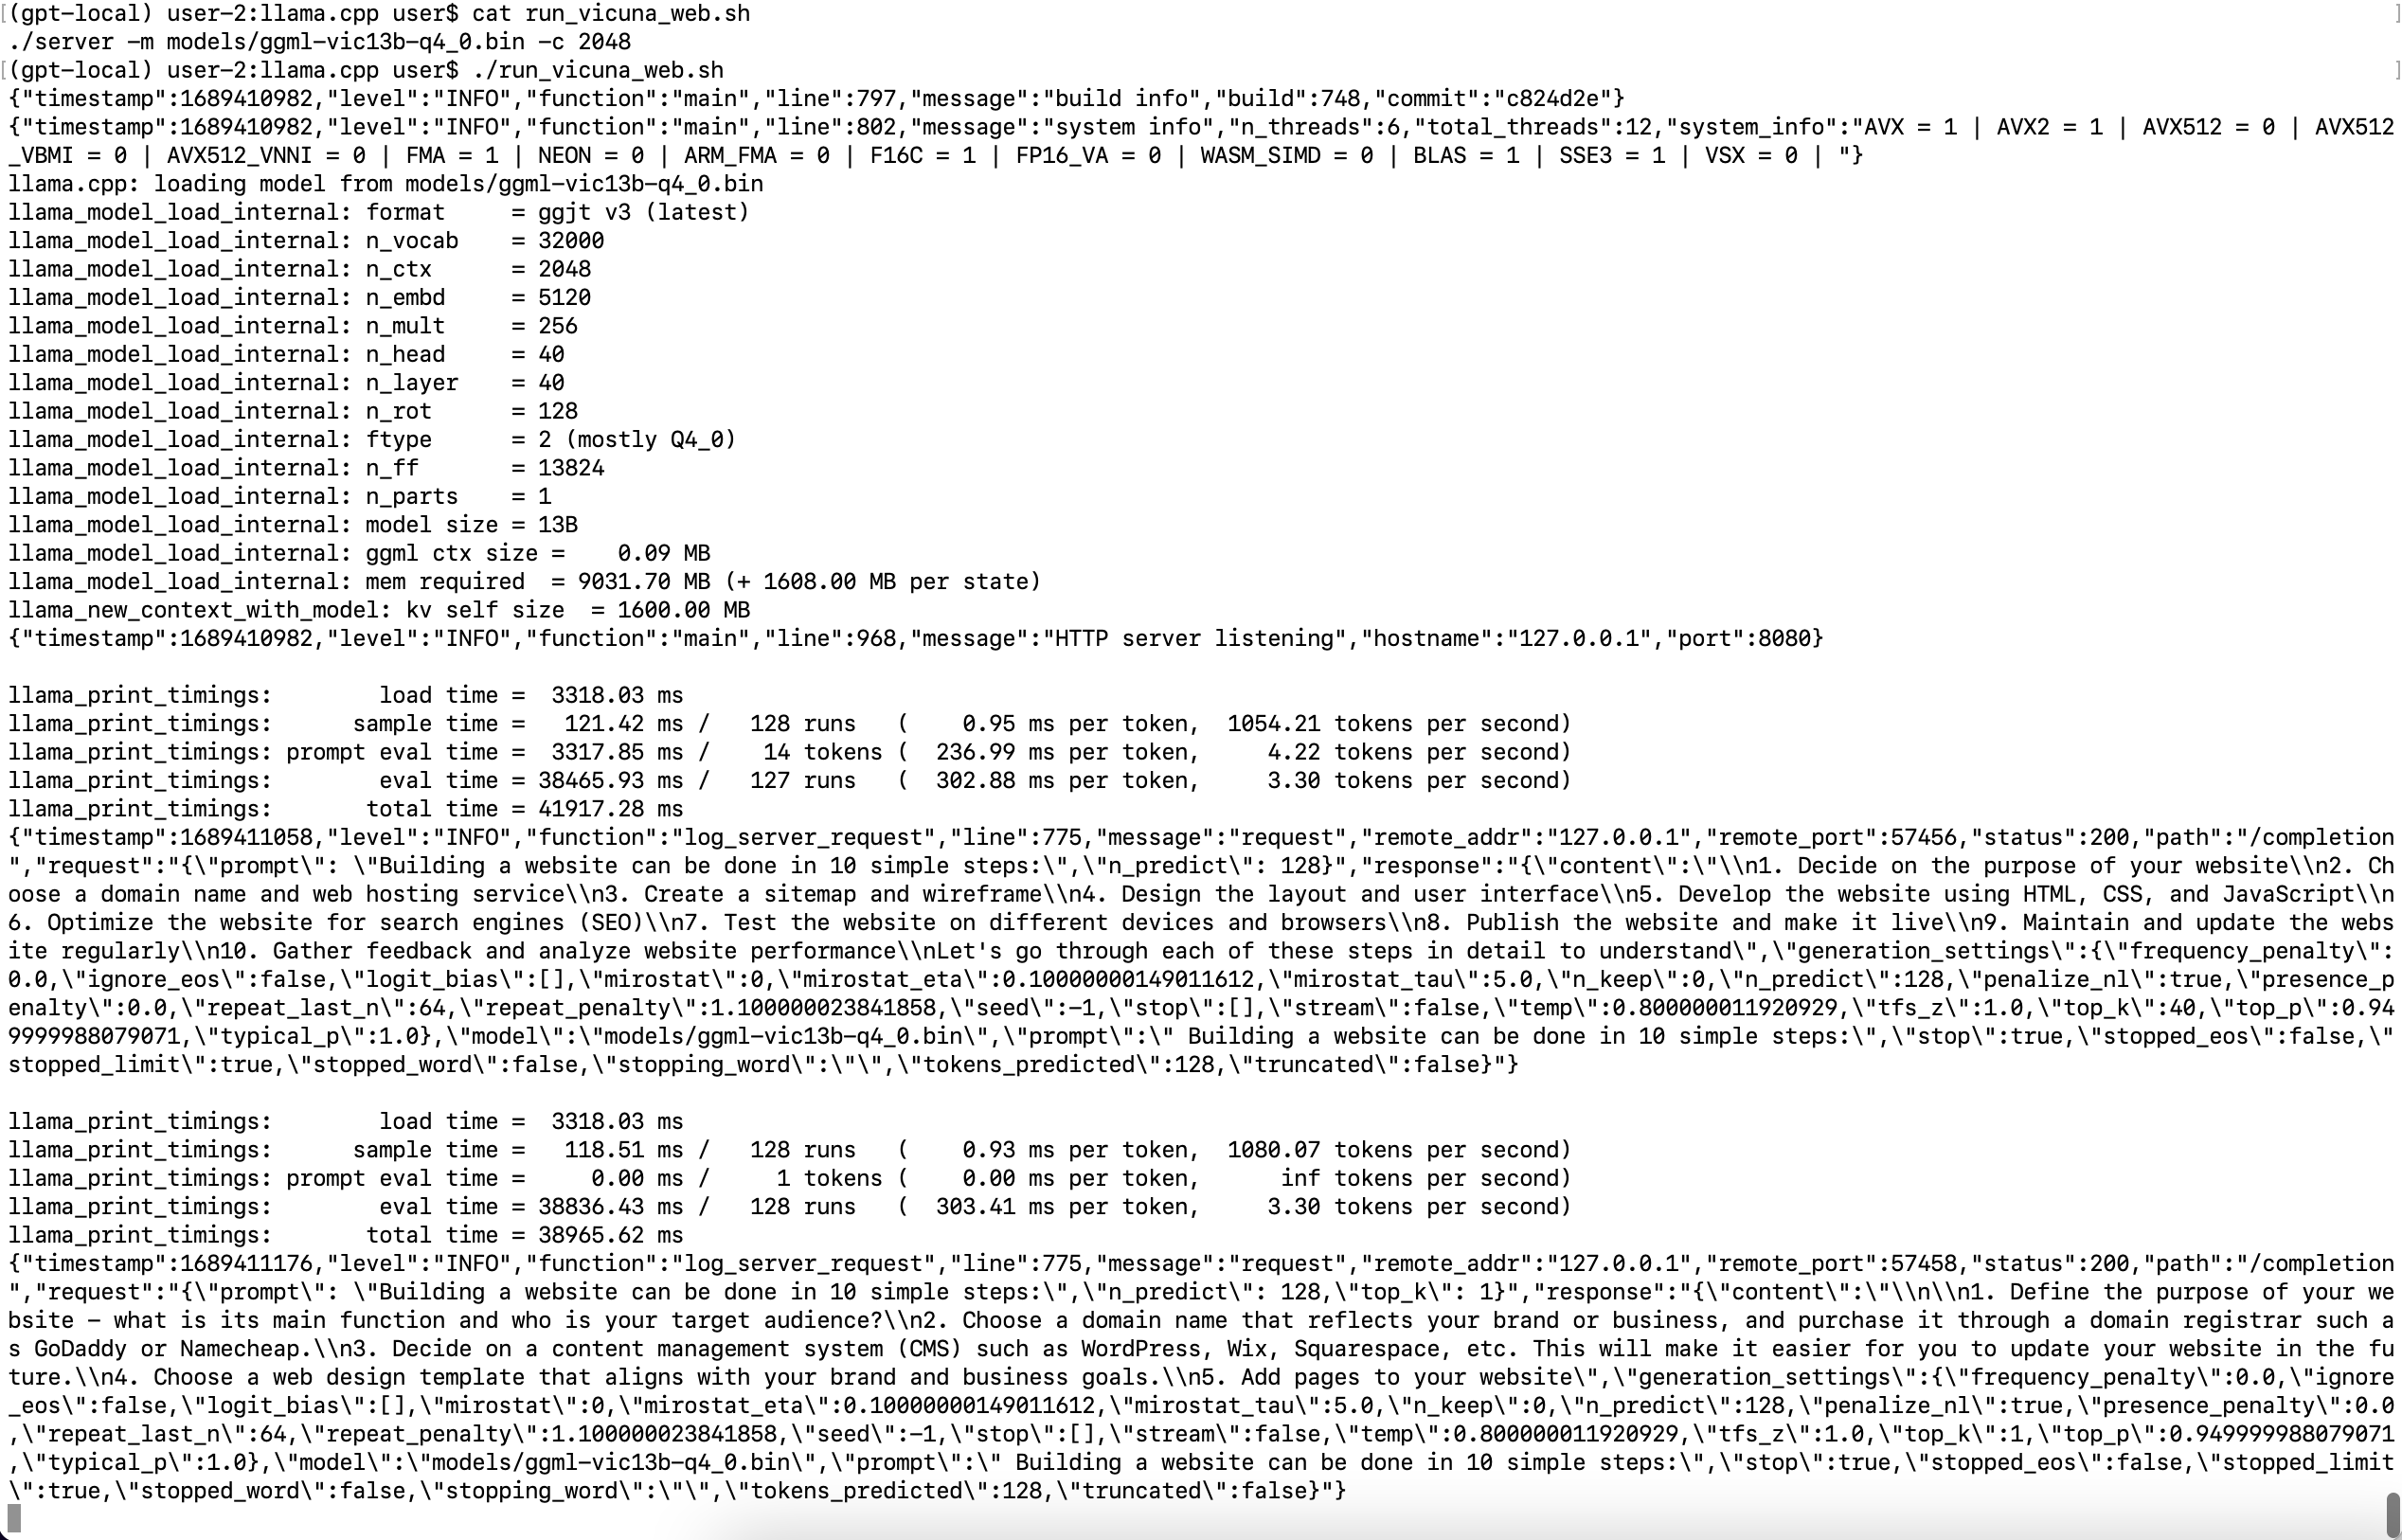 (gpt-local) user-2:llama.cpp user$ cat run_vicuna_web.sh
./server -m models/ggml-vic13b-q4_0.bin -c 2048
(gpt-local) user-2:llama.cpp user$ ./run_vicuna_web.sh
{"timestamp":1689410982,"level":"INFO","function":"main","line":797,"message":"build info","build":748,"commit":"c824d2e"}
{"timestamp":1689410982,"level":"INFO","function":"main","line":802,"message":"system info","n_threads":6,"total_threads":12,"system_info":"AVX = 1 | AVX2 = 1 | AVX512 = 0 | AVX512
_VBMI = 0 | AVX512_VNNI = 0 | FMA = 1 | NEON = 0 | ARM_FMA = 0 | F16C = 1 | FP16_VA = 0 | WASM_SIMD = 0 | BLAS = 1 | SSE3 = 1 | VSX = 0 | "}
llama.cpp: loading model from models/ggml-vic13b-q4_0.bin
llama_model_load_internal: format     = ggjt v3 (latest)
llama_model_load_internal: n_vocab    = 32000
llama_model_load_internal: n_ctx      = 2048
llama_model_load_internal: n_embd     = 5120
llama_model_load_internal: n_mult     = 256
llama_model_load_internal: n_head     = 40
llama_model_load_internal: n_layer    = 40
llama_model_load_internal: n_rot      = 128
llama_model_load_internal: ftype      = 2 (mostly Q4_0)
llama_model_load_internal: n_ff       = 13824
llama_model_load_internal: n_parts    = 1
llama_model_load_internal: model size = 13B
llama_model_load_internal: ggml ctx size =    0.09 MB
llama_model_load_internal: mem required  = 9031.70 MB (+ 1608.00 MB per state)
llama_new_context_with_model: kv self size  = 1600.00 MB
{"timestamp":1689410982,"level":"INFO","function":"main","line":968,"message":"HTTP server listening","hostname":"127.0.0.1","port":8080}

llama_print_timings:        load time =  3318.03 ms
llama_print_timings:      sample time =   121.42 ms /   128 runs   (    0.95 ms per token,  1054.21 tokens per second)
llama_print_timings: prompt eval time =  3317.85 ms /    14 tokens (  236.99 ms per token,     4.22 tokens per second)
llama_print_timings:        eval time = 38465.93 ms /   127 runs   (  302.88 ms per token,     3.30 tokens per second)
llama_print_timings:       total time = 41917.28 ms
{"timestamp":1689411058,"level":"INFO","function":"log_server_request","line":775,"message":"request","remote_addr":"127.0.0.1","remote_port":57456,"status":200,"path":"/completion
","request":"{\"prompt\": \"Building a website can be done in 10 simple steps:\",\"n_predict\": 128}","response":"{\"content\":\"\\n1. Decide on the purpose of your website\\n2. Ch
oose a domain name and web hosting service\\n3. Create a sitemap and wireframe\\n4. Design the layout and user interface\\n5. Develop the website using HTML, CSS, and JavaScript\\n
6. Optimize the website for search engines (SEO)\\n7. Test the website on different devices and browsers\\n8. Publish the website and make it live\\n9. Maintain and update the webs
ite regularly\\n10. Gather feedback and analyze website performance\\nLet's go through each of these steps in detail to understand\",\"generation_settings\":{\"frequency_penalty\":
0.0,\"ignore_eos\":false,\"logit_bias\":[],\"mirostat\":0,\"mirostat_eta\":0.10000000149011612,\"mirostat_tau\":5.0,\"n_keep\":0,\"n_predict\":128,\"penalize_nl\":true,\"presence_p
enalty\":0.0,\"repeat_last_n\":64,\"repeat_penalty\":1.100000023841858,\"seed\":-1,\"stop\":[],\"stream\":false,\"temp\":0.800000011920929,\"tfs_z\":1.0,\"top_k\":40,\"top_p\":0.94
9999988079071,\"typical_p\":1.0},\"model\":\"models/ggml-vic13b-q4_0.bin\",\"prompt\":\" Building a website can be done in 10 simple steps:\",\"stop\":true,\"stopped_eos\":false,\"
stopped_limit\":true,\"stopped_word\":false,\"stopping_word\":\"\",\"tokens_predicted\":128,\"truncated\":false}"}

llama_print_timings:        load time =  3318.03 ms
llama_print_timings:      sample time =   118.51 ms /   128 runs   (    0.93 ms per token,  1080.07 tokens per second)
llama_print_timings: prompt eval time =     0.00 ms /     1 tokens (    0.00 ms per token,      inf tokens per second)
llama_print_timings:        eval time = 38836.43 ms /   128 runs   (  303.41 ms per token,     3.30 tokens per second)
llama_print_timings:       total time = 38965.62 ms
{"timestamp":1689411176,"level":"INFO","function":"log_server_request","line":775,"message":"request","remote_addr":"127.0.0.1","remote_port":57458,"status":200,"path":"/completion
","request":"{\"prompt\": \"Building a website can be done in 10 simple steps:\",\"n_predict\": 128,\"top_k\": 1}","response":"{\"content\":\"\\n\\n1. Define the purpose of your we
bsite – what is its main function and who is your target audience?\\n2. Choose a domain name that reflects your brand or business, and purchase it through a domain registrar such a
s GoDaddy or Namecheap.\\n3. Decide on a content management system (CMS) such as WordPress, Wix, Squarespace, etc. This will make it easier for you to update your website in the fu
ture.\\n4. Choose a web design template that aligns with your brand and business goals.\\n5. Add pages to your website\",\"generation_settings\":{\"frequency_penalty\":0.0,\"ignore
_eos\":false,\"logit_bias\":[],\"mirostat\":0,\"mirostat_eta\":0.10000000149011612,\"mirostat_tau\":5.0,\"n_keep\":0,\"n_predict\":128,\"penalize_nl\":true,\"presence_penalty\":0.0
,\"repeat_last_n\":64,\"repeat_penalty\":1.100000023841858,\"seed\":-1,\"stop\":[],\"stream\":false,\"temp\":0.800000011920929,\"tfs_z\":1.0,\"top_k\":1,\"top_p\":0.949999988079071
,\"typical_p\":1.0},\"model\":\"models/ggml-vic13b-q4_0.bin\",\"prompt\":\" Building a website can be done in 10 simple steps:\",\"stop\":true,\"stopped_eos\":false,\"stopped_limit
\":true,\"stopped_word\":false,\"stopping_word\":\"\",\"tokens_predicted\":128,\"truncated\":false}"}